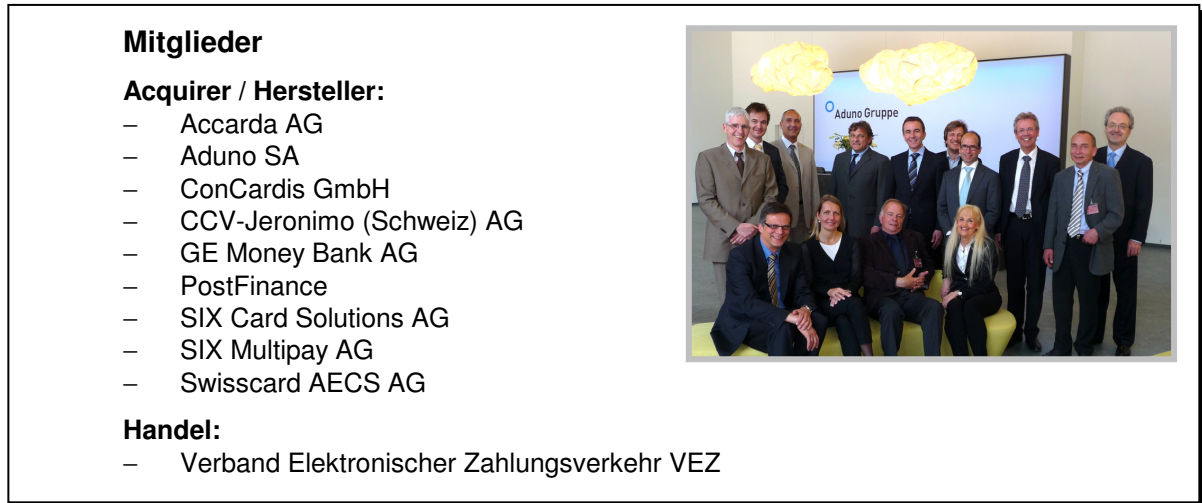 Mitglieder
Acquirer / Hersteller:
– Accarda AG
– Aduno SA
– ConCardis GmbH
– CCV-Jeronimo (Schweiz) AG
– GE Money Bank AG
– PostFinance
– SIX Card Solutions AG
– SIX Multipay AG
– Swisscard AECS AG
Handel:
– Verband Elektronischer Zahlungsverkehr VEZ
Aduno Gruppe